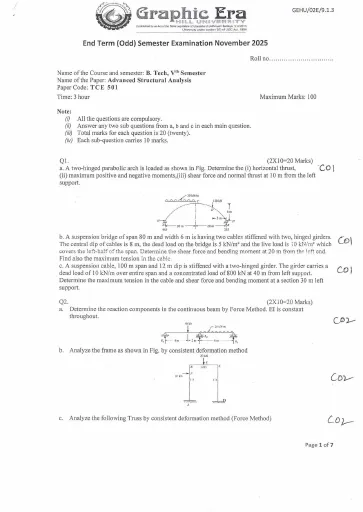 GEHU/02E/9.1.3
Graphic Era
HILL UNIVERSITY
End Term (Odd) Semester Examination November 2025
Roll no..............................
Name of the Course and semester: B. Tech, Vth Semester
Name of the Paper: Advanced Structural Analysis
Paper Code: TCE 501
Time: 3 hour Maximum Marks: 100
Note:
(i) All the questions are compulsory.
(ii) Answer any two sub questions from a, b and c in each main question.
(iii) Total marks for each question is 20 (twenty).
(iv) Each sub-question carries 10 marks.
Q1. (2X10=20 Marks)
a. A two-hinged parabolic arch is loaded as shown in Fig. Determine the (i) horizontal thrust, CO1
(ii) maximum positive and negative moments,(iii) shear force and normal thrust at 10 m from the left
support.
b. A suspension bridge of span 80 m and width 6 m is having two cables stiffened with two, hinged girders. CO1
The central dip of cables is 8 m, the dead load on the bridge is 5 kN/m² and the live load is 10 kN/m² which
covers the left-half of the span. Determine the shear force and bending moment at 20 m from the left end.
Find also the maximum tension in the cable.
c. A suspension cable, 100 m span and 12 m dip is stiffened with a two-hinged girder. The girder carries a CO1
dead load of 10 kN/m over entire span and a concentrated load of 800 kN at 40 m from left support.
Determine the maximum tension in the cable and shear force and bending moment at a section 30 m left
support.
Q2. (2X10=20 Marks)
a. Determine the reaction components in the continuous beam by Force Method. EI is constant
throughout. CO2
b. Analyze the frame as shown in Fig. by consistent deformation method
CO2
c. Analyze the following Truss by consistent deformation method (Force Method) CO2
Page 1 of 7